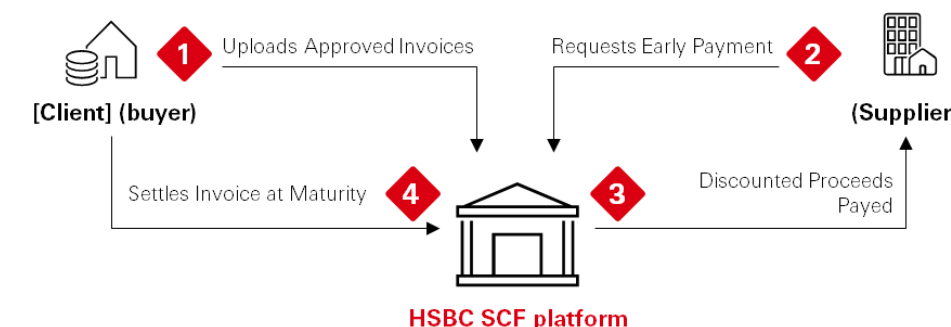 1 Uploads Approved Invoices
Requests Early Payment 2
[Client] (buyer)
(Supplier
Settles Invoice at Maturity 4
3 Discounted Proceeds
Payed
HSBC SCF platform